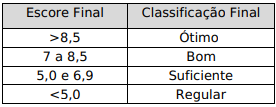 Escore Final Classificação Final
>8,5 Ótimo
7 a 8,5 Bom
5,0 e 6,9 Suficiente
<5,0 Regular